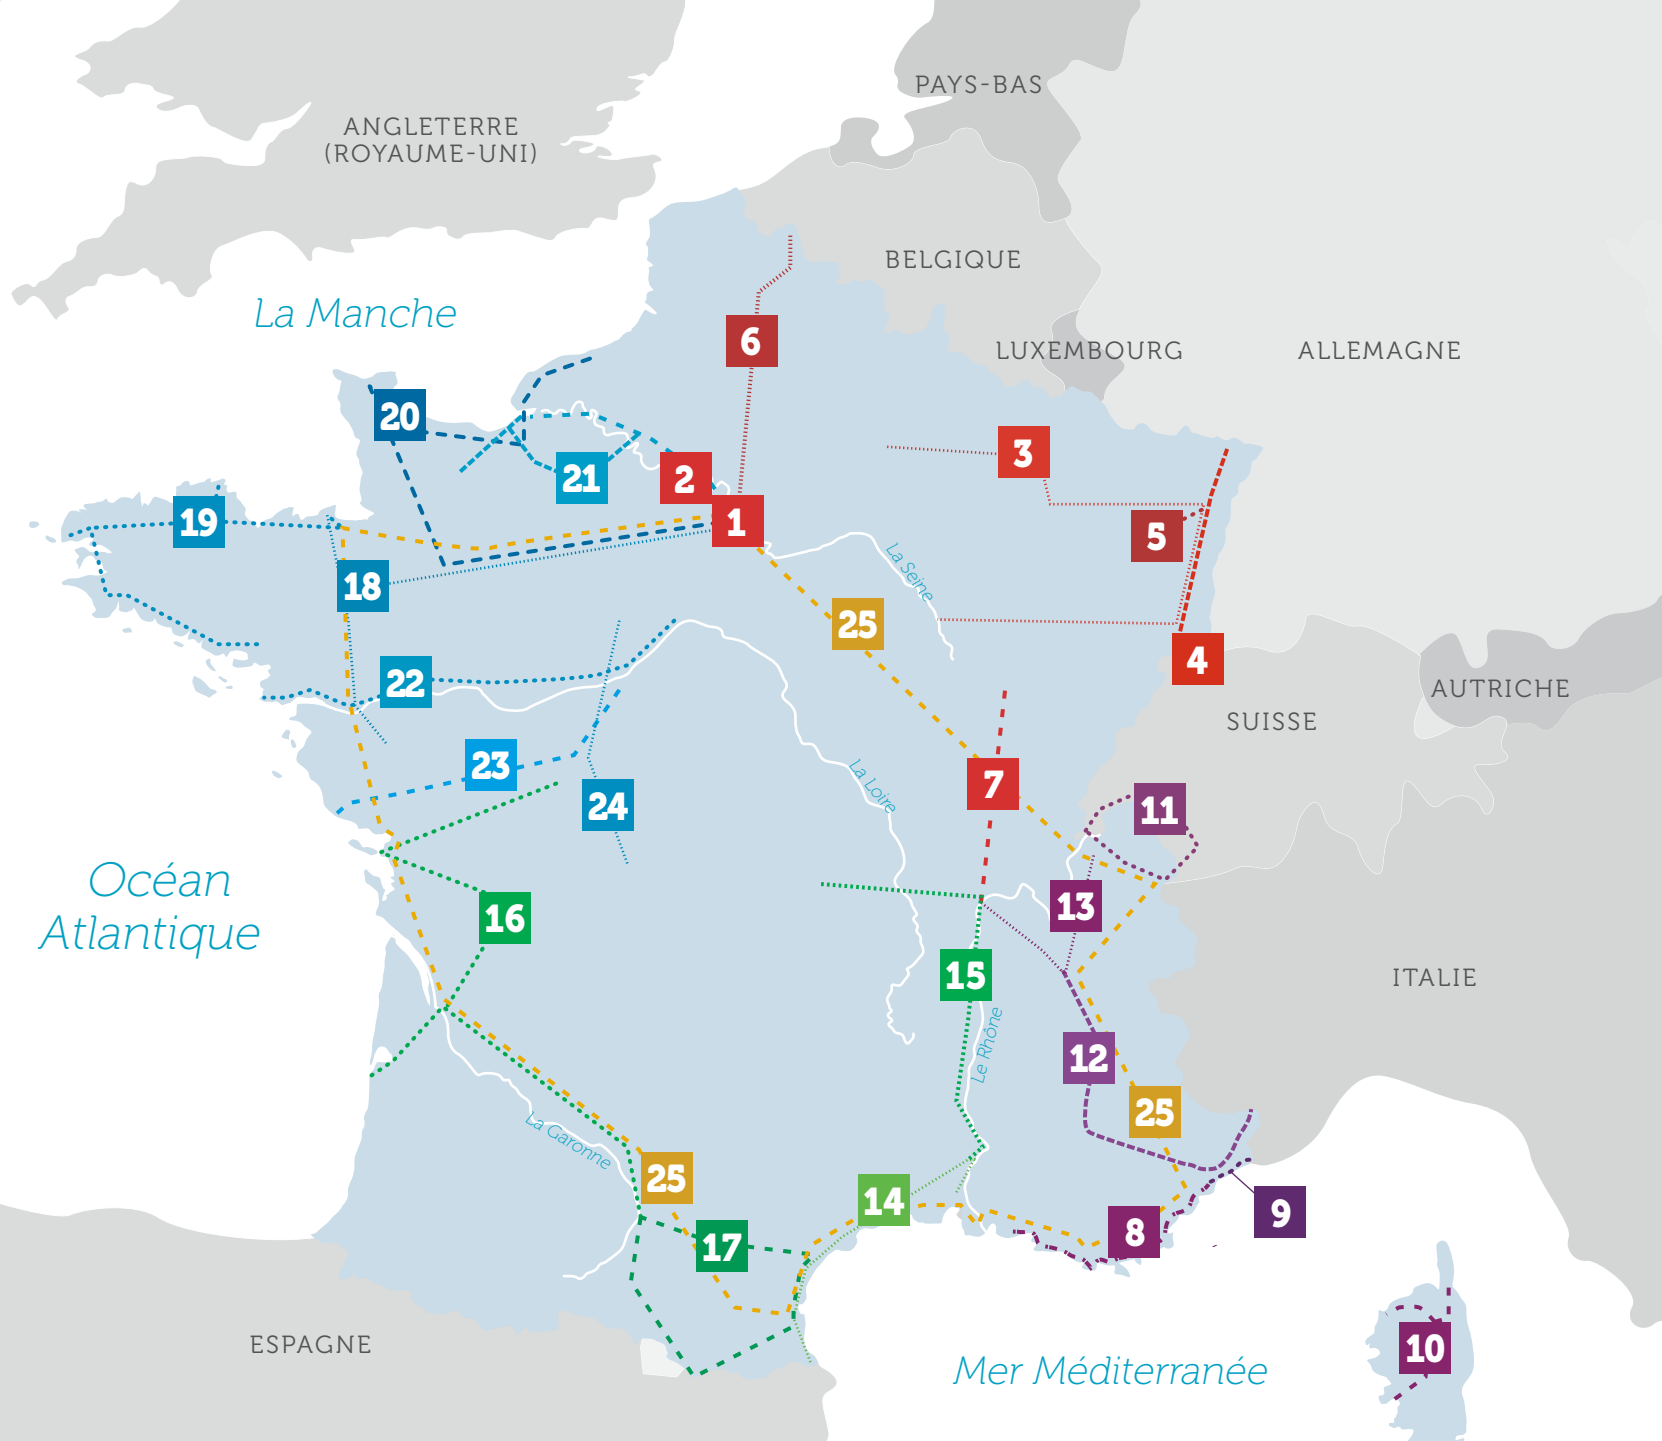 PAYS-BAS
ANGLETERRE
(ROYAUME-UNI)
BELGIQUE
La Manche
6
LUXEMBOURG
ALLEMAGNE
20
3
21
2
19
1
5
La Seine
18
25
4
22
AUTRICHE
SUISSE
23
7
La Loire
24
11
Océan
Atlantique
16
13
15
ITALIE
Le Rhône
12
25
La Garonne
25
14
9
8
17
ESPAGNE
10
Mer Méditerranée